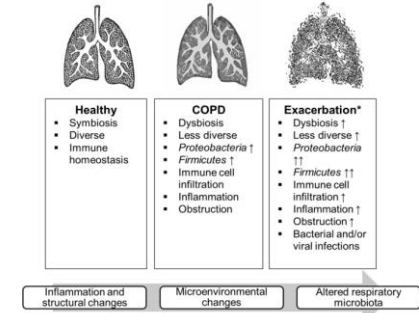 Healthy
▪ Symbiosis
▪ Diverse
▪ Immune
homeostasis
COPD
▪ Dysbiosis
▪ Less diverse
▪ Proteobacteria ↑
▪ Firmicutes ↑
▪ Immune cell
infiltration
▪ Inflammation
▪ Obstruction
Exacerbation*
▪ Dysbiosis ↑
▪ Less diverse ↑
▪ Proteobacteria
↑↑
▪ Firmicutes ↑↑
▪ Immune cell
infiltration ↑
▪ Inflammation ↑
▪ Obstruction ↑
▪ Bacterial and/or
viral infections
Inflammation and
structural changes
Microenvironmental
changes
Altered respiratory
microbiota